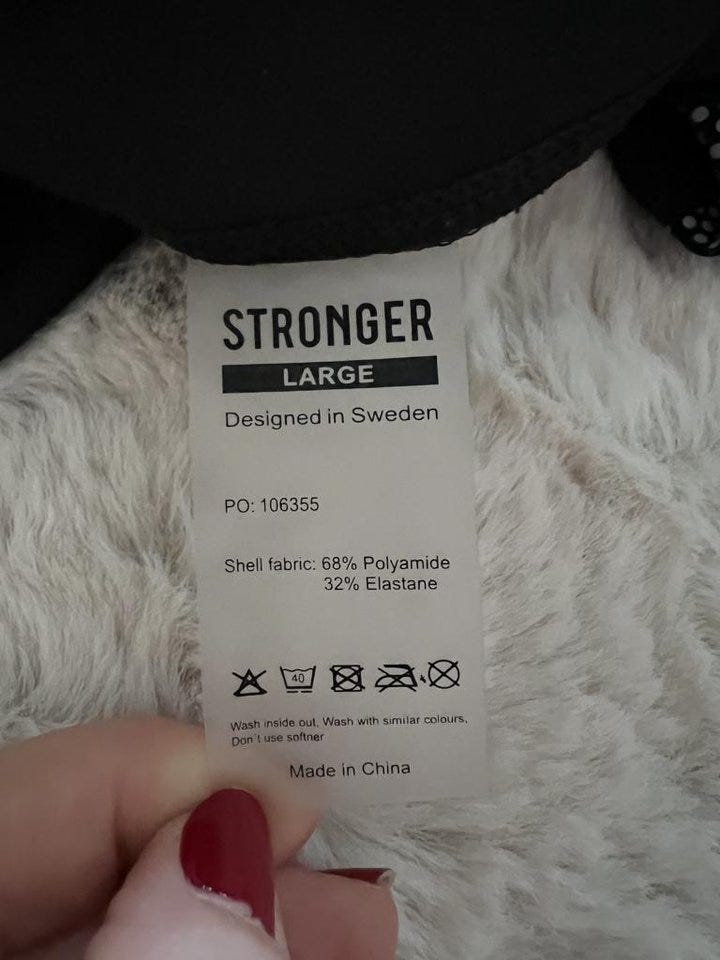 STRONGER
LARGE
Designed in Sweden
PO: 106355
Shell fabric: 68% Polyamide
32% Elastane
40
Wash inside out, Wash with similar colours,
Don´t use softner
Made in China